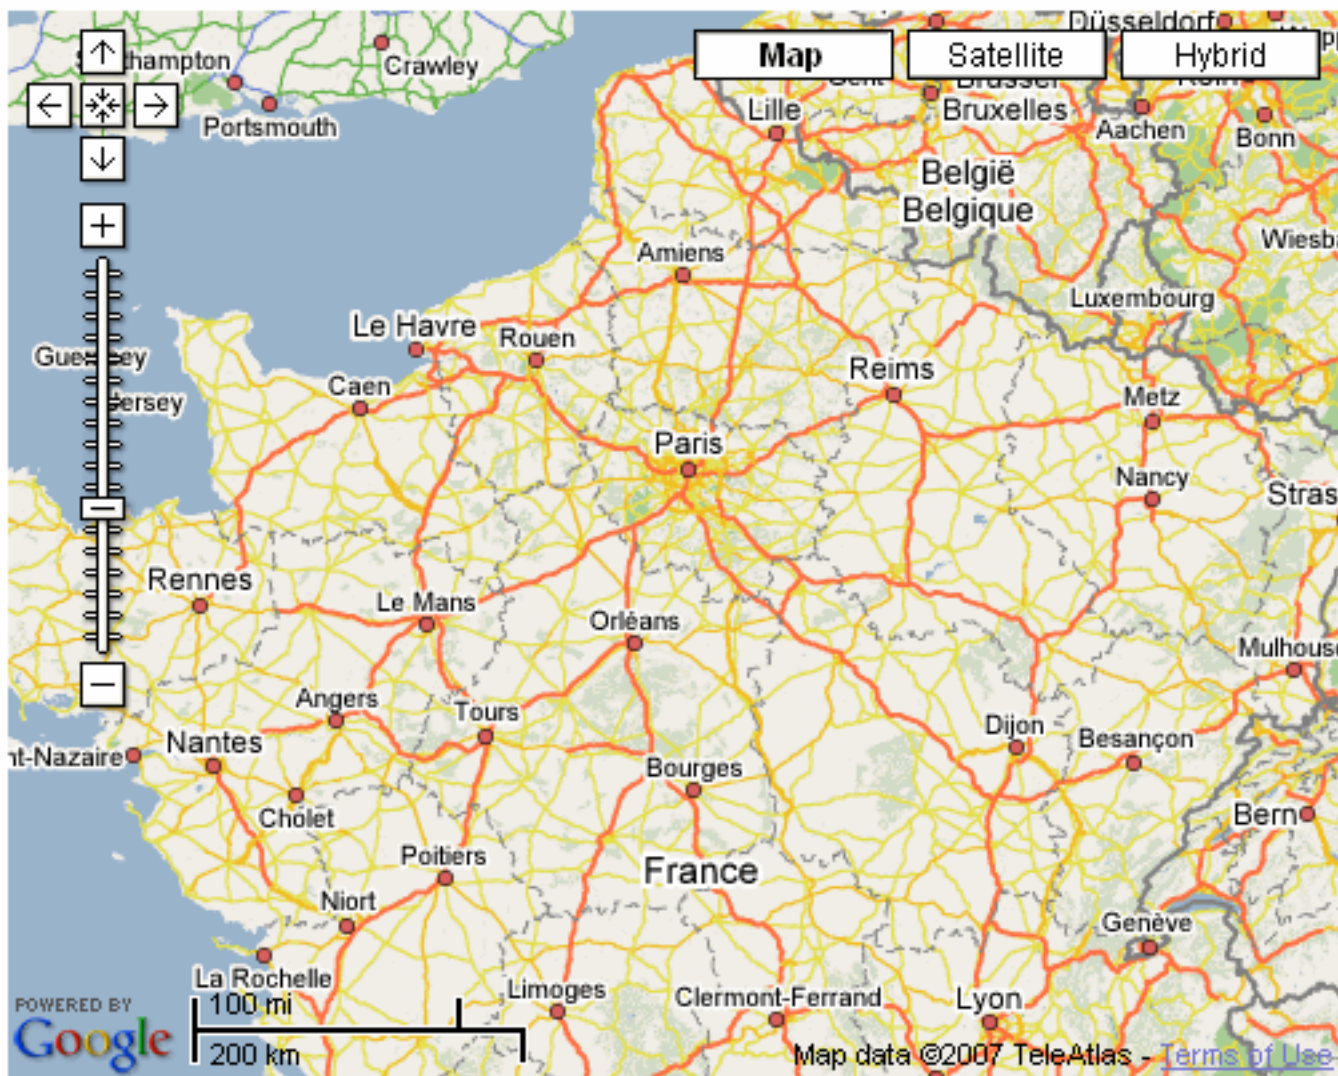 Düsseldorf
Map
Satellite
Hybrid
Crawley
Portsmouth
Lille
Bruxelles
Aachen
Bonn
België
Belgique
Amiens
Luxembourg
Le Havre
Rouen
Reims
Caen
Metz
Paris
Nancy
Rennes
Le Mans
Orléans
Angers
Tours
Dijon
Besançon
Nantes
Bourges
Cholet
Bern
Poitiers
France
Niort
Genève
La Rochelle
Limoges
Clermont-Ferrand
Lyon
POWERED BY
Google
100 mi
200 km
Map data ©2007 TeleAtlas - Terms of Use